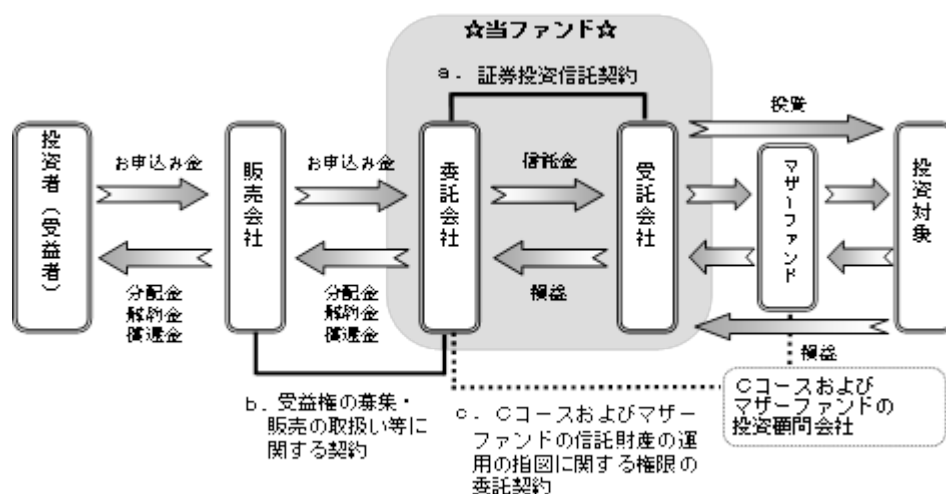 ☆当ファンド☆
a．証券投資信託契約
投資者（受益者）
お申込み金
分配金
解約金
償還金
販売会社
お申込み金
分配金
解約金
償還金
委託会社
信託金
損益
受託会社
投資
マザーファンド
損益
投資対象
b．受益権の募集・
販売の取扱い等に
関する契約
c．Cコースおよびマザー
ファンドの信託財産の運
用の指図に関する権限の
委託契約
Cコースおよび
マザーファンドの
投資顧問会社